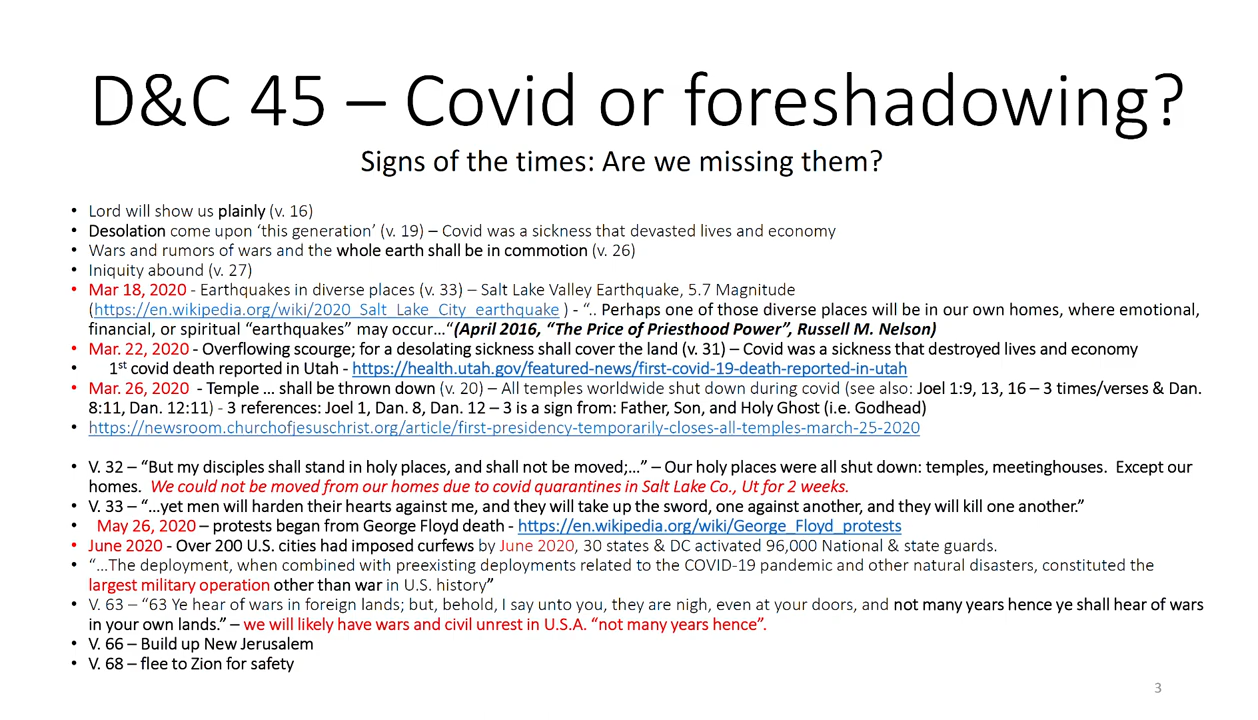 D&C 45 – Covid or foreshadowing?
Signs of the times: Are we missing them?
• Lord will show us plainly (v. 16)
• Desolation come upon ‘this generation’ (v. 19) – Covid was a sickness that devasted lives and economy
• Wars and rumors of wars and the whole earth shall be in commotion (v. 26)
• Iniquity abound (v. 27)
• Mar 18, 2020 - Earthquakes in diverse places (v. 33) – Salt Lake Valley Earthquake, 5.7 Magnitude
(https://en.wikipedia.org/wiki/2020_Salt_Lake_City_earthquake ) - “.. Perhaps one of those diverse places will be in our own homes, where emotional,
financial, or spiritual “earthquakes” may occur…“(April 2016, “The Price of Priesthood Power”, Russell M. Nelson)
• Mar. 22, 2020 - Overflowing scourge; for a desolating sickness shall cover the land (v. 31) – Covid was a sickness that destroyed lives and economy
• 1st covid death reported in Utah - https://health.utah.gov/featured-news/first-covid-19-death-reported-in-utah
• Mar. 26, 2020 - Temple … shall be thrown down (v. 20) – All temples worldwide shut down during covid (see also: Joel 1:9, 13, 16 – 3 times/verses & Dan.
8:11, Dan. 12:11) - 3 references: Joel 1, Dan. 8, Dan. 12 – 3 is a sign from: Father, Son, and Holy Ghost (i.e. Godhead)
• https://newsroom.churchofjesuschrist.org/article/first-presidency-temporarily-closes-all-temples-march-25-2020
• V. 32 – “But my disciples shall stand in holy places, and shall not be moved;…” – Our holy places were all shut down: temples, meetinghouses. Except our
homes. We could not be moved from our homes due to covid quarantines in Salt Lake Co., Ut for 2 weeks.
• V. 33 – “…yet men will harden their hearts against me, and they will take up the sword, one against another, and they will kill one another.”
• May 26, 2020 – protests began from George Floyd death - https://en.wikipedia.org/wiki/George_Floyd_protests
• June 2020 - Over 200 U.S. cities had imposed curfews by June 2020, 30 states & DC activated 96,000 National & state guards.
• “…The deployment, when combined with preexisting deployments related to the COVID-19 pandemic and other natural disasters, constituted the
largest military operation other than war in U.S. history”
• V. 63 – “63 Ye hear of wars in foreign lands; but, behold, I say unto you, they are nigh, even at your doors, and not many years hence ye shall hear of wars
in your own lands.” – we will likely have wars and civil unrest in U.S.A. “not many years hence”.
• V. 66 – Build up New Jerusalem
• V. 68 – flee to Zion for safety
3